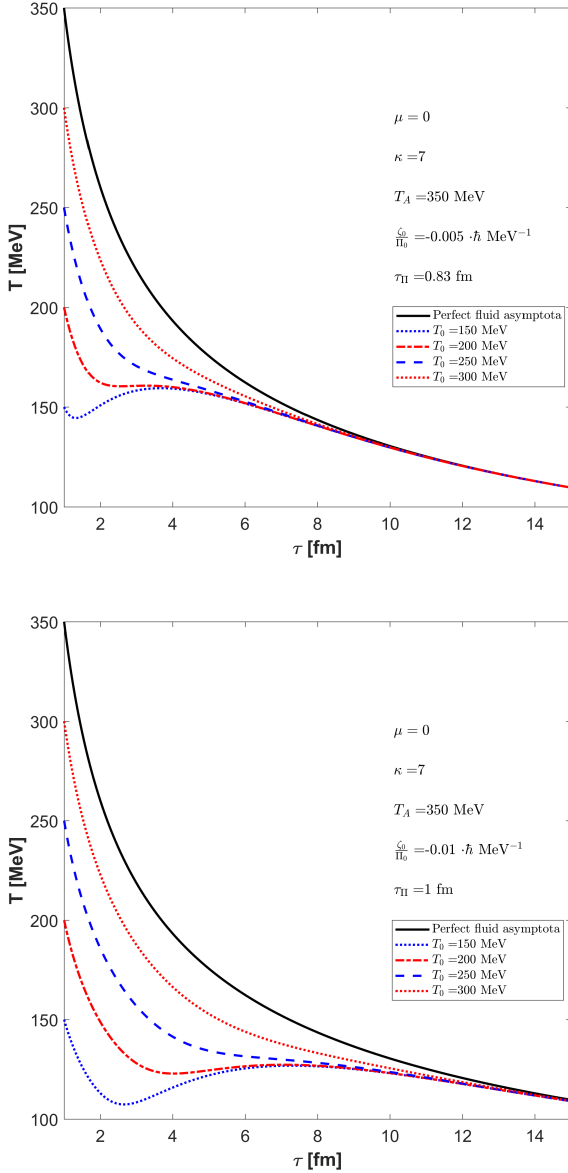 350
300
250
200
150
100
T [MeV]
μ = 0
κ =7
T_A =350 MeV
ζ₀/Π₀ =-0.005 ·ħ MeV⁻¹
τ_Π =0.83 fm
Perfect fluid asymptota
T₀ =150 MeV
T₀ =200 MeV
T₀ =250 MeV
T₀ =300 MeV
2 4 6 8 10 12 14
τ [fm]
350
300
250
200
150
100
T [MeV]
μ = 0
κ =7
T_A =350 MeV
ζ₀/Π₀ =-0.01 ·ħ MeV⁻¹
τ_Π =1 fm
Perfect fluid asymptota
T₀ =150 MeV
T₀ =200 MeV
T₀ =250 MeV
T₀ =300 MeV
2 4 6 8 10 12 14
τ [fm]